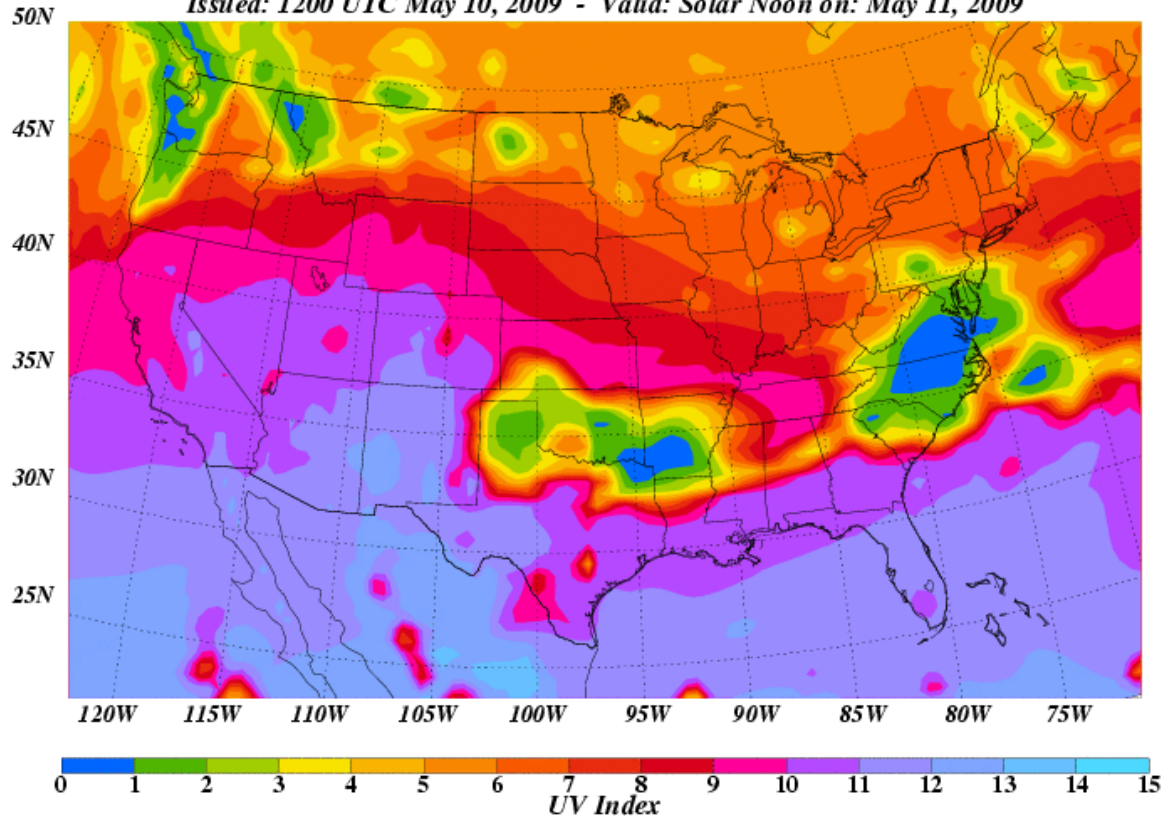 Issued: 1200 UTC May 10, 2009 - Valid: Solar Noon on: May 11, 2009
50N
45N
40N
35N
30N
25N
120W 115W 110W 105W 100W 95W 90W 85W 80W 75W
0 1 2 3 4 5 6 7 8 9 10 11 12 13 14 15
UV Index